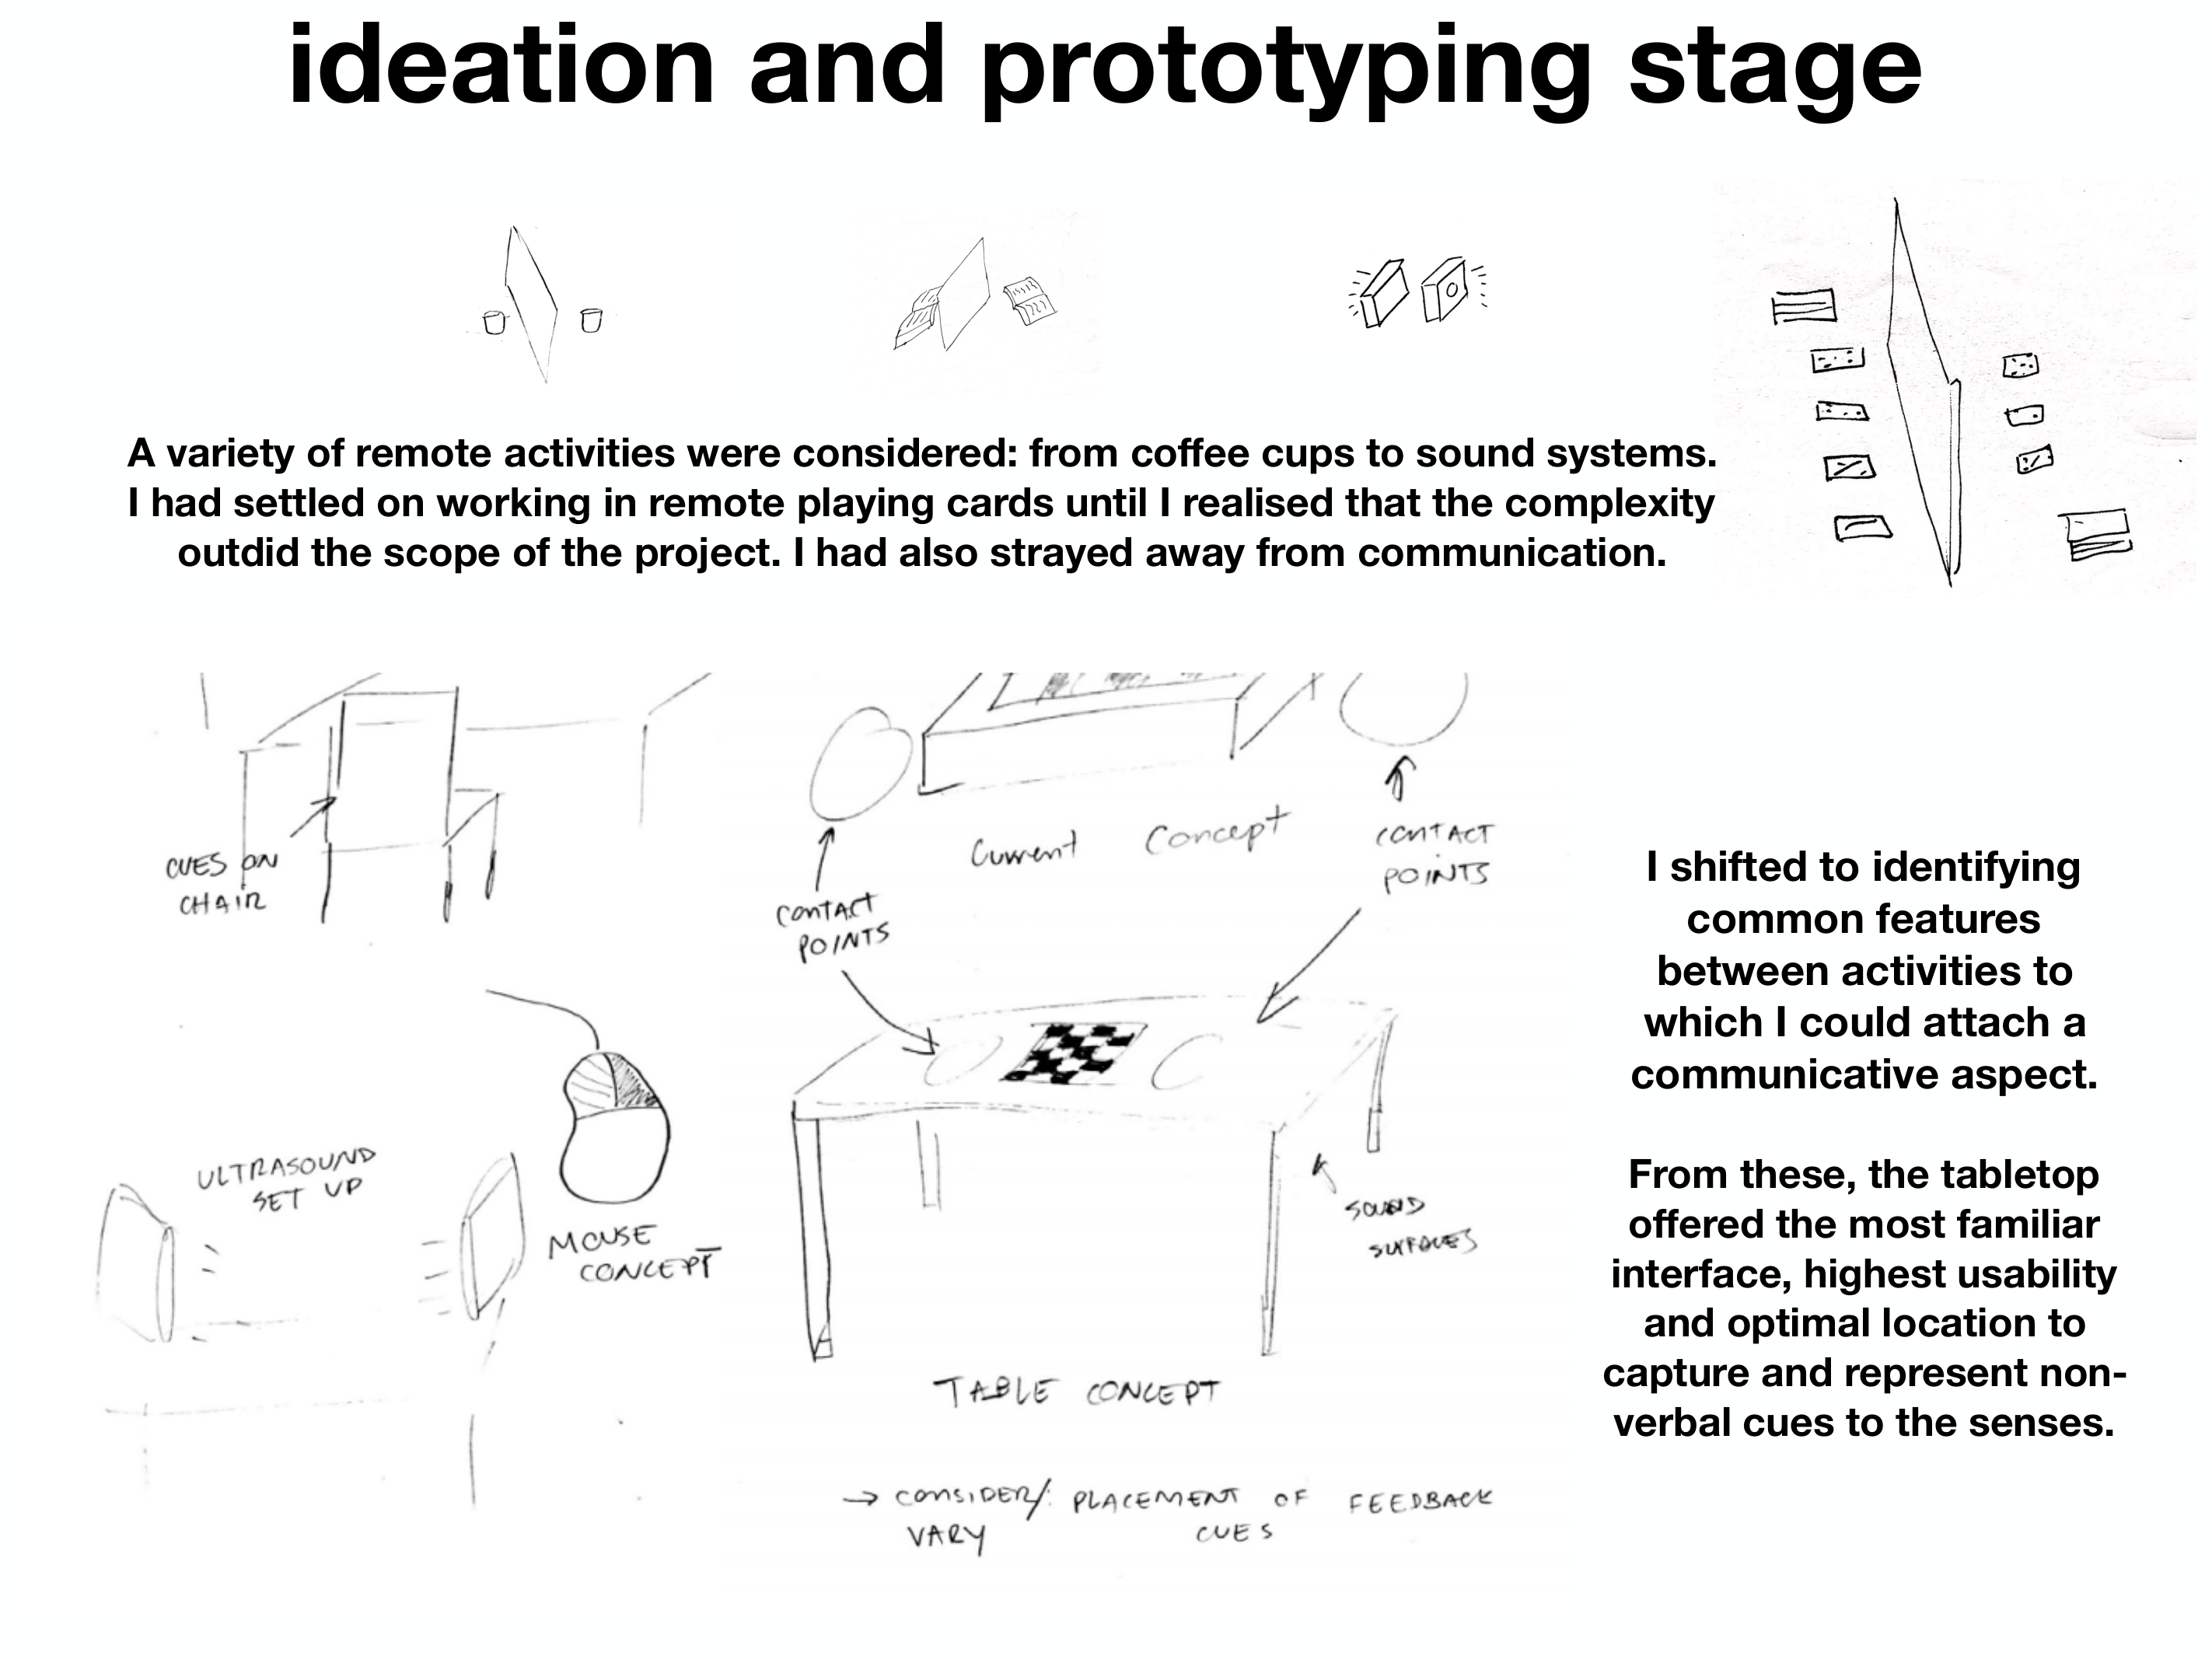 ideation and prototyping stage
A variety of remote activities were considered: from coffee cups to sound systems.
I had settled on working in remote playing cards until I realised that the complexity
outdid the scope of the project. I had also strayed away from communication.
CUES ON
CHAIR
CONTACT
POINTS
Current Concept
CONTACT
POINTS
ULTRASOUND
SET UP
MOUSE
CONCEPT
SOUND
SURFACES
TABLE CONCEPT
→ CONSIDER/: PLACEMENT OF FEEDBACK
VARY CUES
I shifted to identifying
common features
between activities to
which I could attach a
communicative aspect.
From these, the tabletop
offered the most familiar
interface, highest usability
and optimal location to
capture and represent non-
verbal cues to the senses.